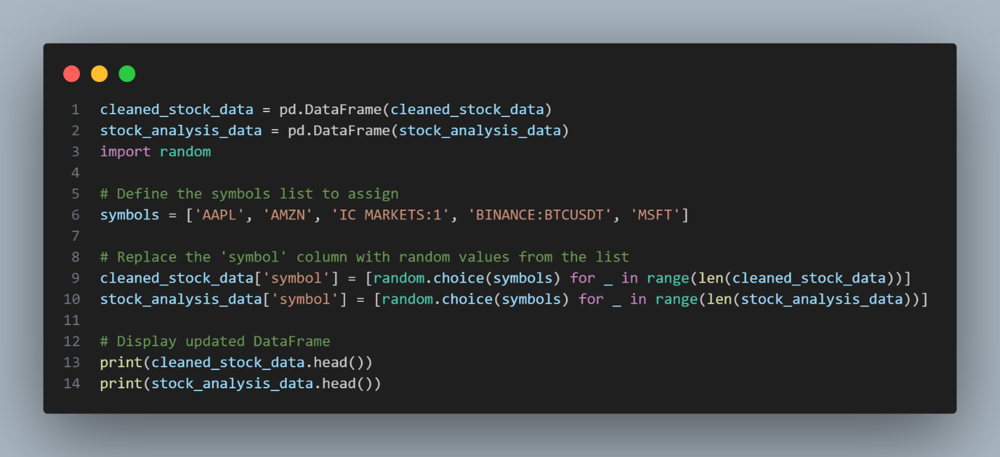 1 cleaned_stock_data = pd.DataFrame(cleaned_stock_data)
2 stock_analysis_data = pd.DataFrame(stock_analysis_data)
3 import random
4
5 # Define the symbols list to assign
6 symbols = ['AAPL', 'AMZN', 'IC MARKETS:1', 'BINANCE:BTCUSDT', 'MSFT']
7
8 # Replace the 'symbol' column with random values from the list
9 cleaned_stock_data['symbol'] = [random.choice(symbols) for _ in range(len(cleaned_stock_data))]
10 stock_analysis_data['symbol'] = [random.choice(symbols) for _ in range(len(stock_analysis_data))]
11
12 # Display updated DataFrame
13 print(cleaned_stock_data.head())
14 print(stock_analysis_data.head())